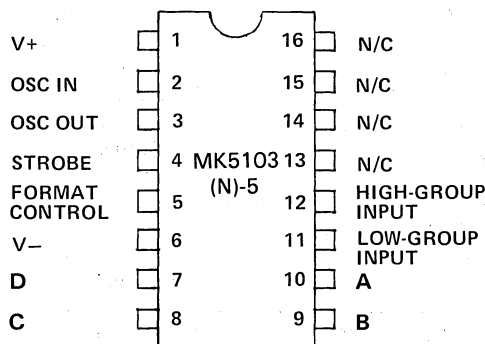 V+ 1 16 N/C
OSC IN 2 15 N/C
OSC OUT 3 14 N/C
STROBE 4 MK5103 13 N/C
FORMAT CONTROL 5 (N)-5 12 HIGH-GROUP INPUT
V− 6 11 LOW-GROUP INPUT
D 7 10 A
C 8 9 B